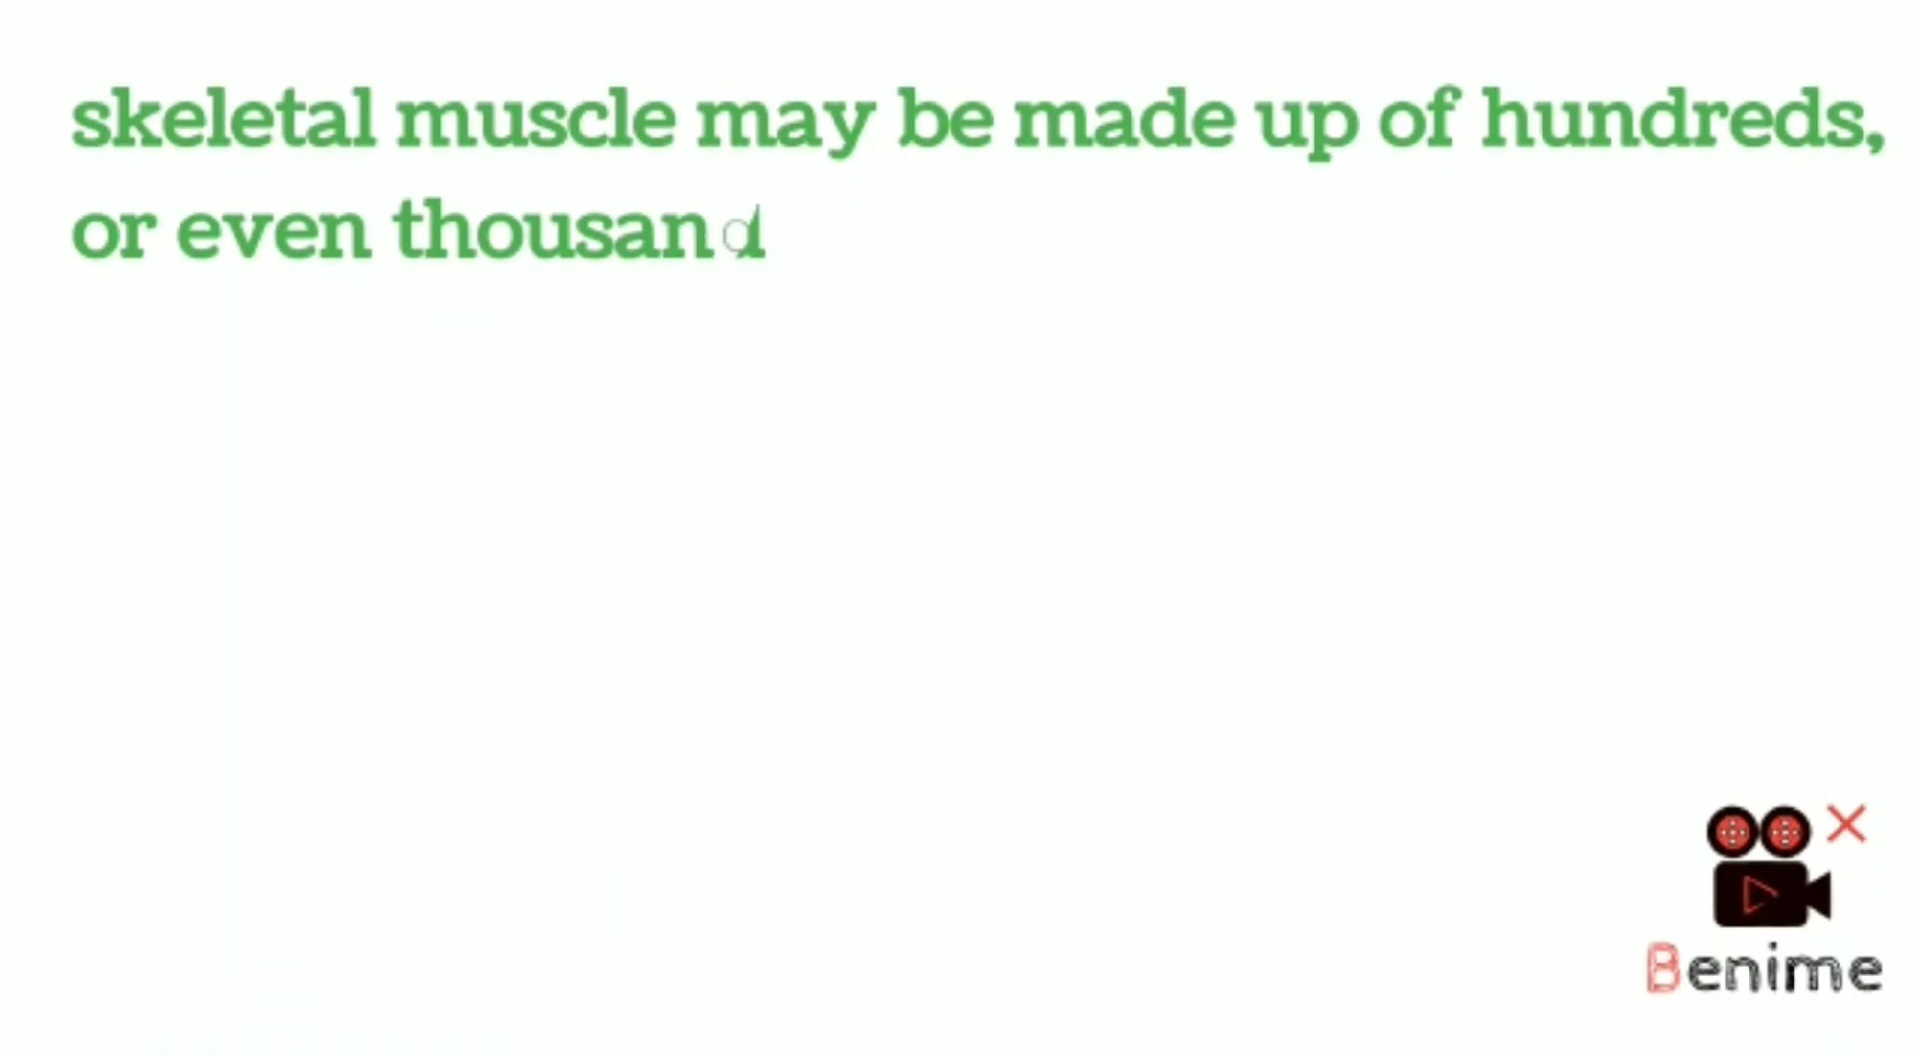 skeletal muscle may be made up of hundreds,
or even thousand
Benime